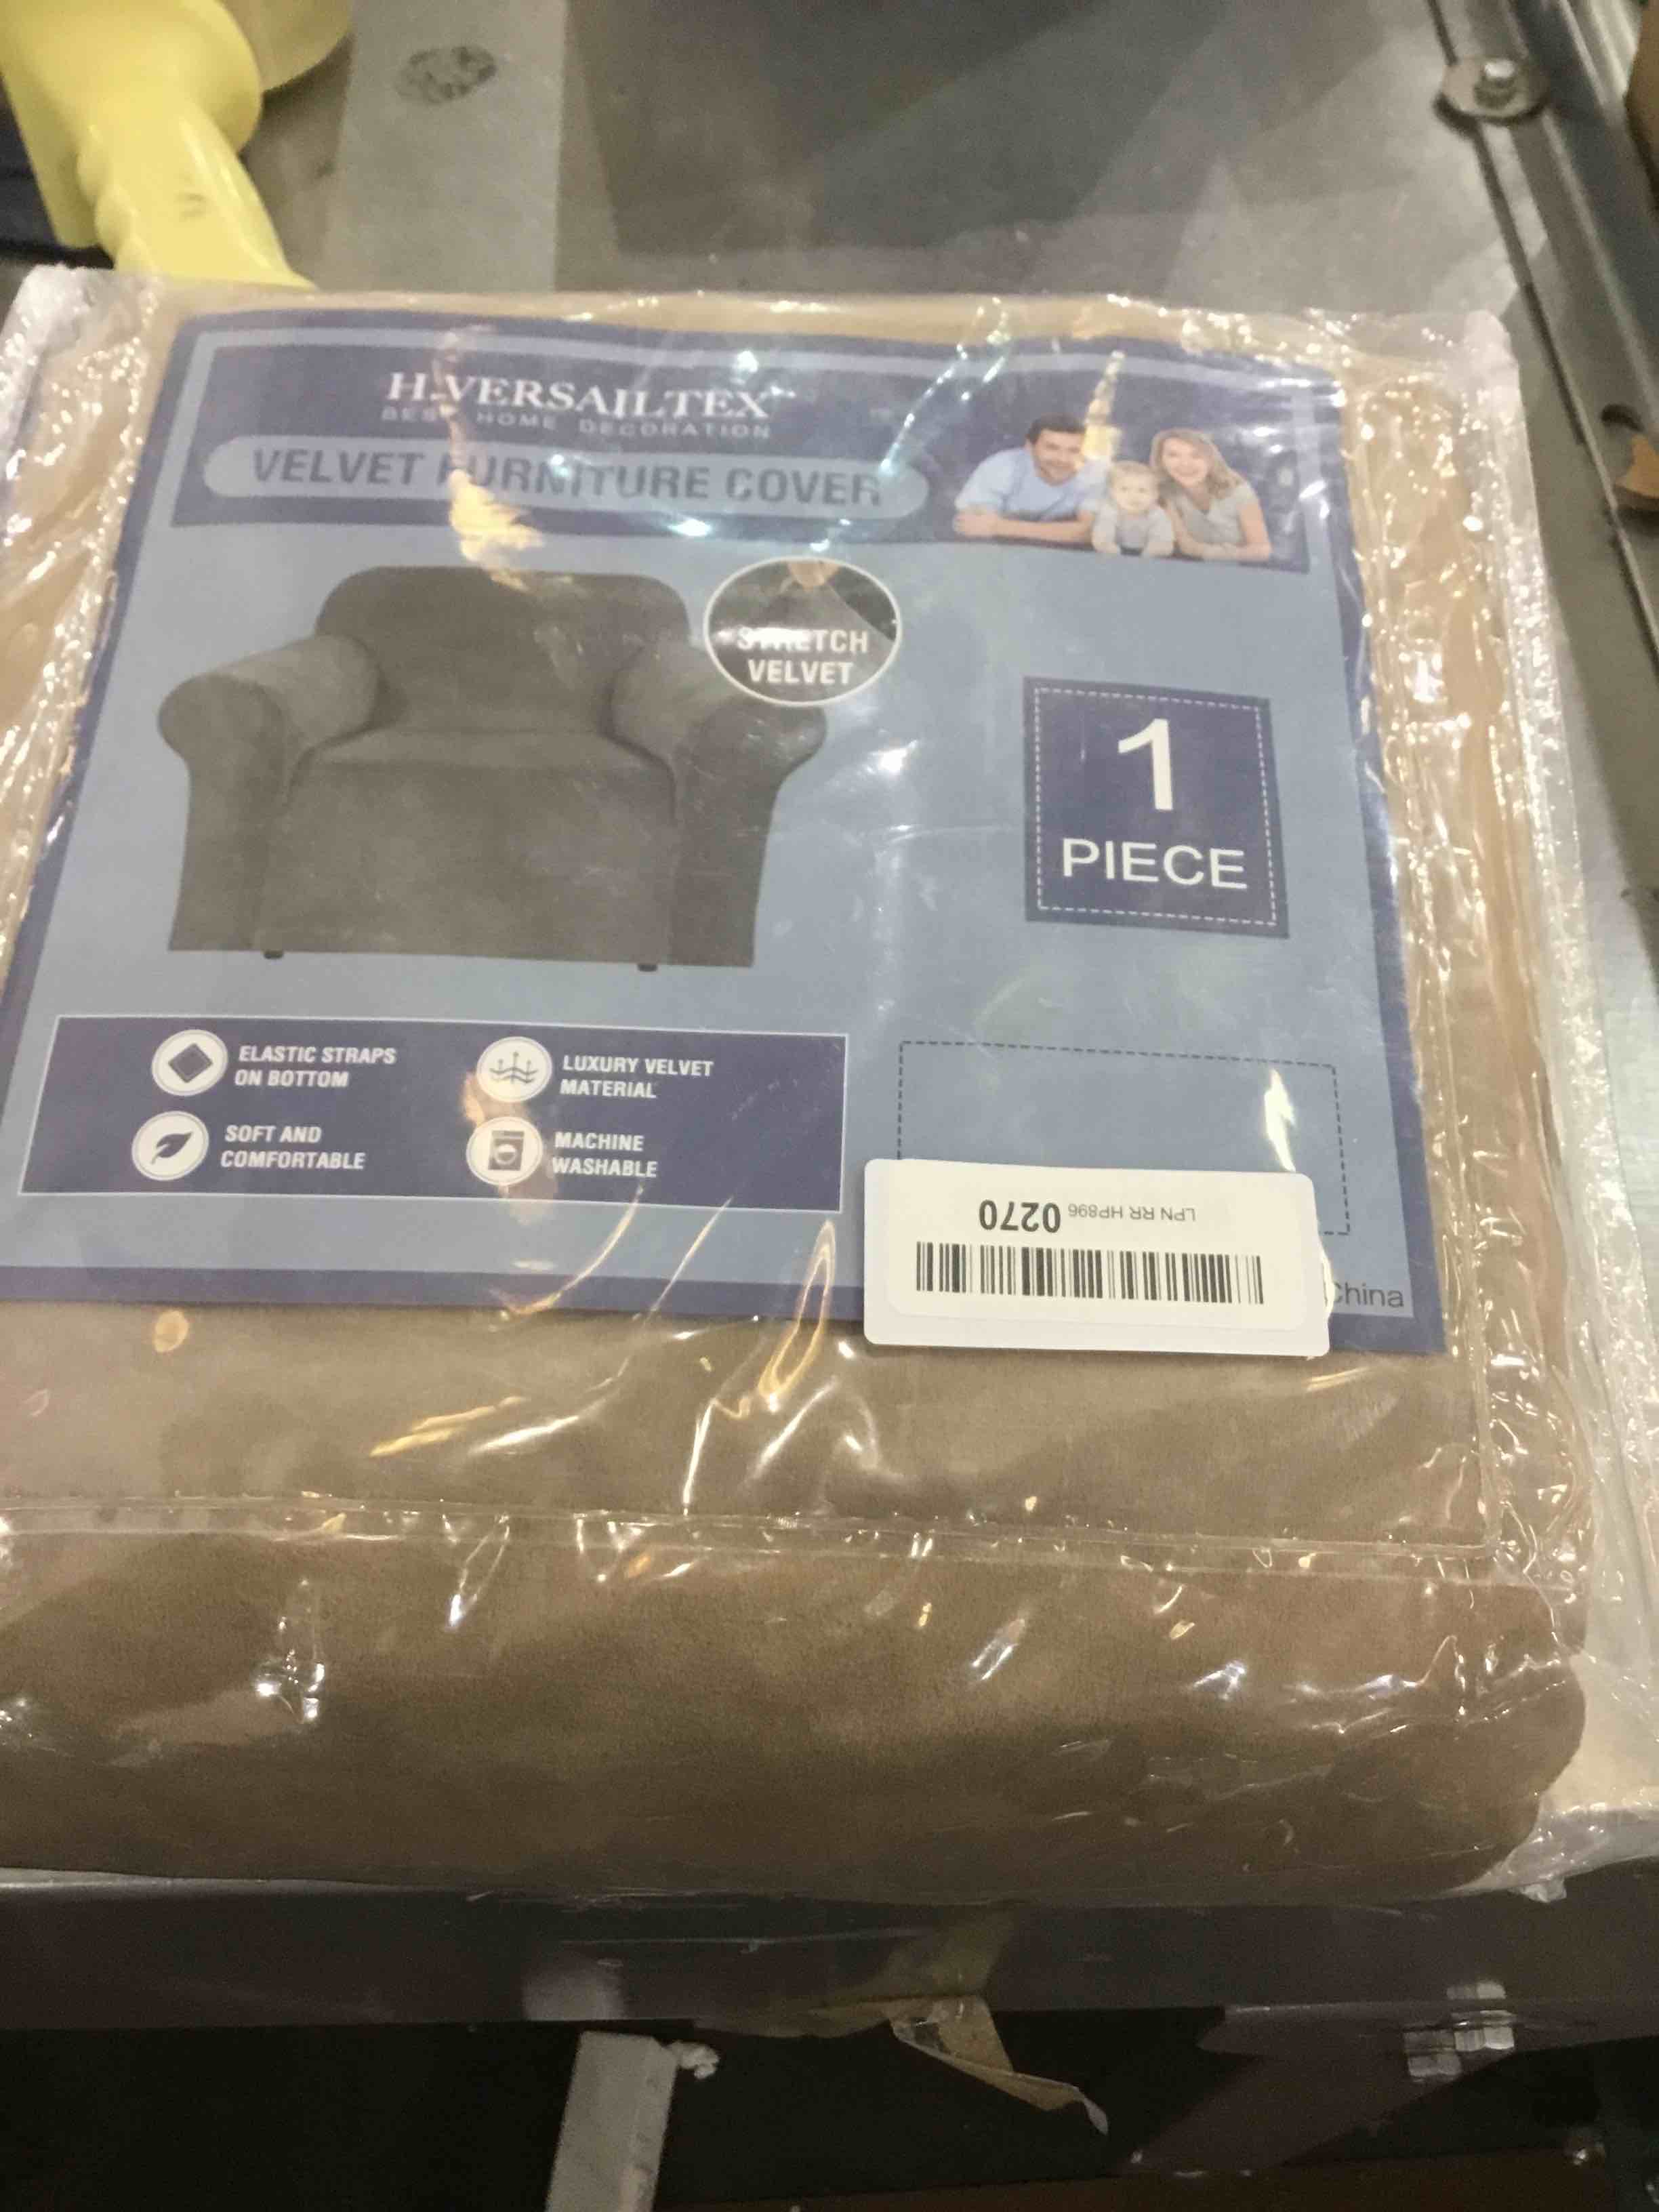 H.VERSAILTEX
BEST HOME DECORATION
VELVET FURNITURE COVER
STRETCH
VELVET
1
PIECE
ELASTIC STRAPS
ON BOTTOM
LUXURY VELVET
MATERIAL
SOFT AND
COMFORTABLE
MACHINE
WASHABLE
LPN RR HP896 0270
China